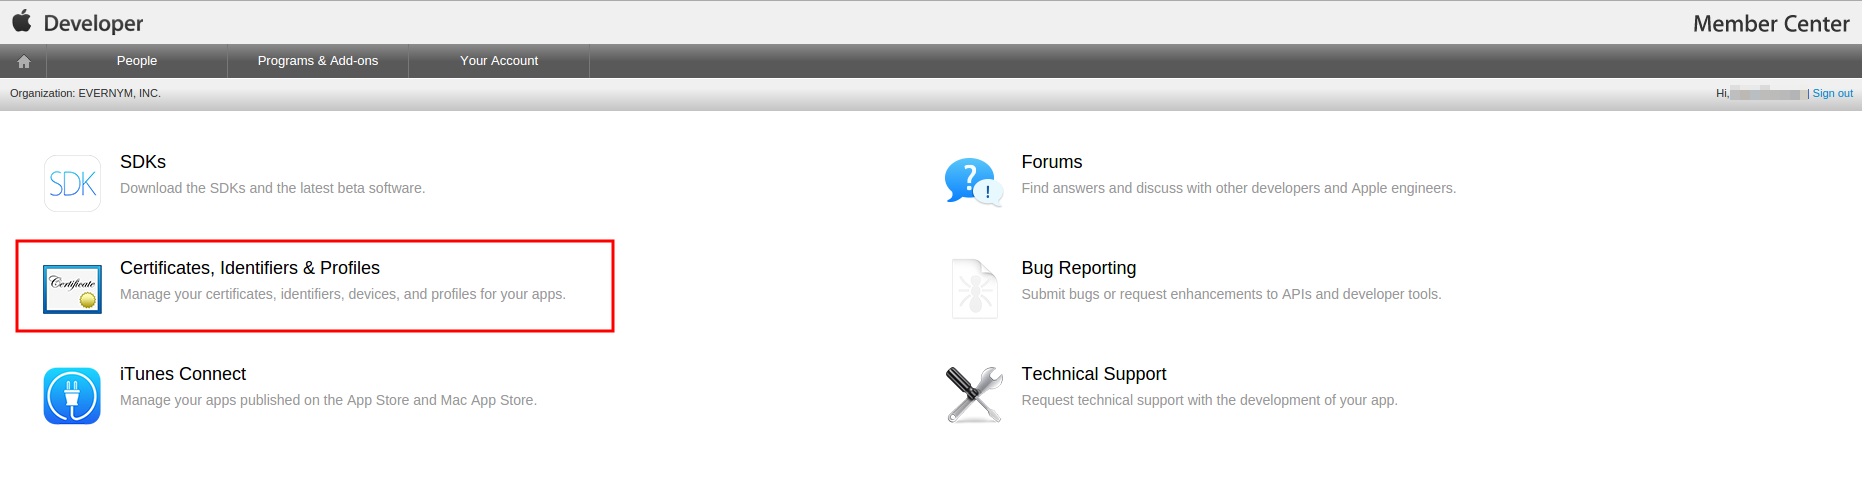 Developer
Member Center
People
Programs & Add-ons
Your Account
Organization: EVERNYM, INC.
Hi, | Sign out
SDK
SDKs
Download the SDKs and the latest beta software.
?
!
Forums
Find answers and discuss with other developers and Apple engineers.
Certificate
Certificates, Identifiers & Profiles
Manage your certificates, identifiers, devices, and profiles for your apps.
Bug Reporting
Submit bugs or request enhancements to APIs and developer tools.
iTunes Connect
Manage your apps published on the App Store and Mac App Store.
Technical Support
Request technical support with the development of your app.